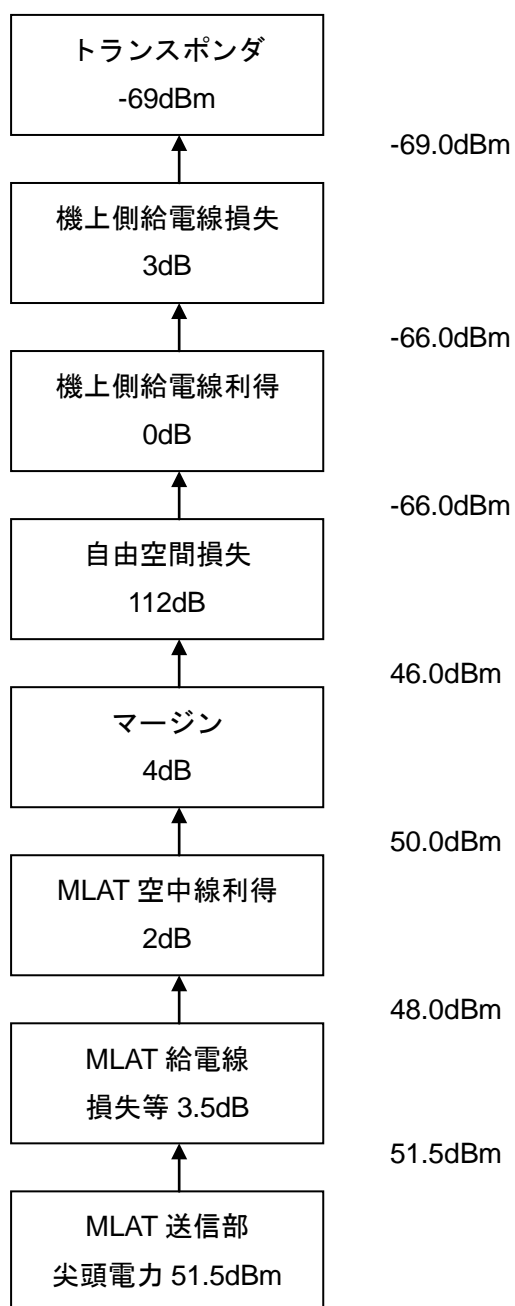 トランスポンダ
-69dBm
-69.0dBm
機上側給電線損失
3dB
-66.0dBm
機上側給電線利得
0dB
-66.0dBm
自由空間損失
112dB
46.0dBm
マージン
4dB
50.0dBm
MLAT 空中線利得
2dB
48.0dBm
MLAT 給電線
損失等 3.5dB
51.5dBm
MLAT 送信部
尖頭電力 51.5dBm